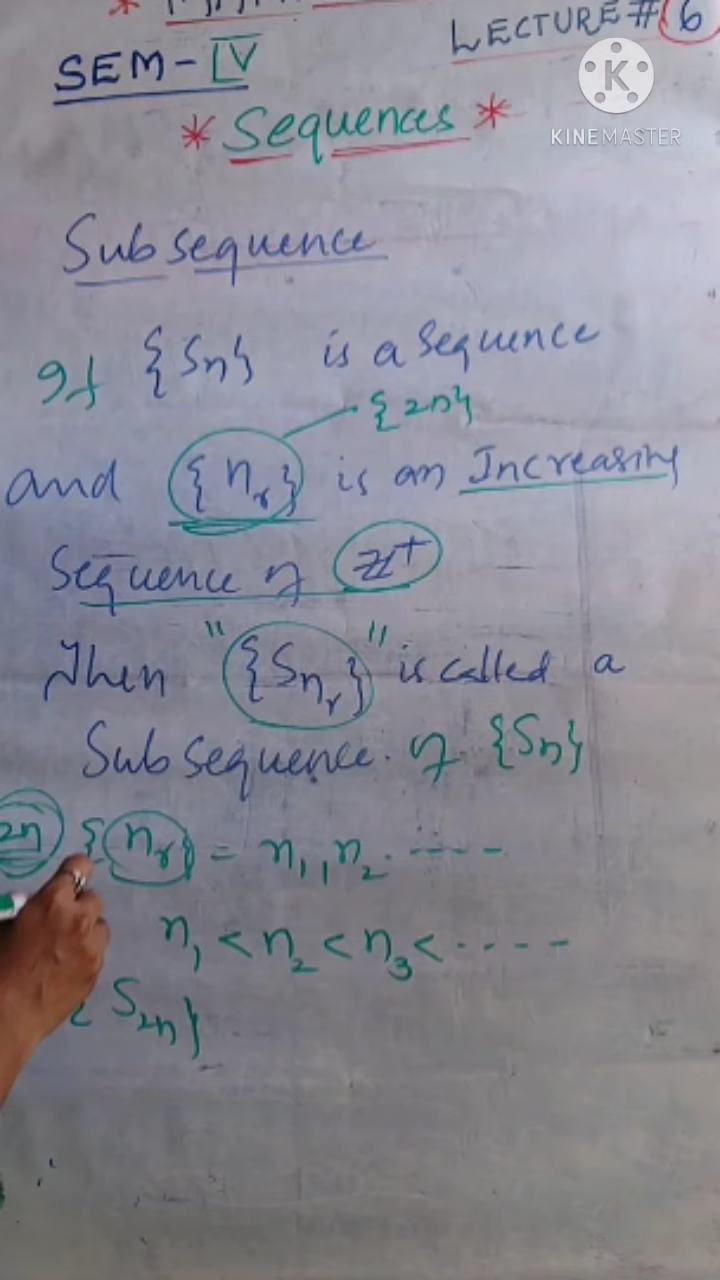 LECTURE # 6
SEM-IV
KINEMASTER
* Sequences *
Subsequence
If {Sn} is a sequence
{2n}
and {nᵣ} is an Increasing
Sequence of Z⁺
Then "{Sₙᵣ}" is called a
Subsequence of {Sn}
2n {nᵣ} = n₁, n₂ ----
n₁ < n₂ < n₃ < ----
{S₂ₙ}